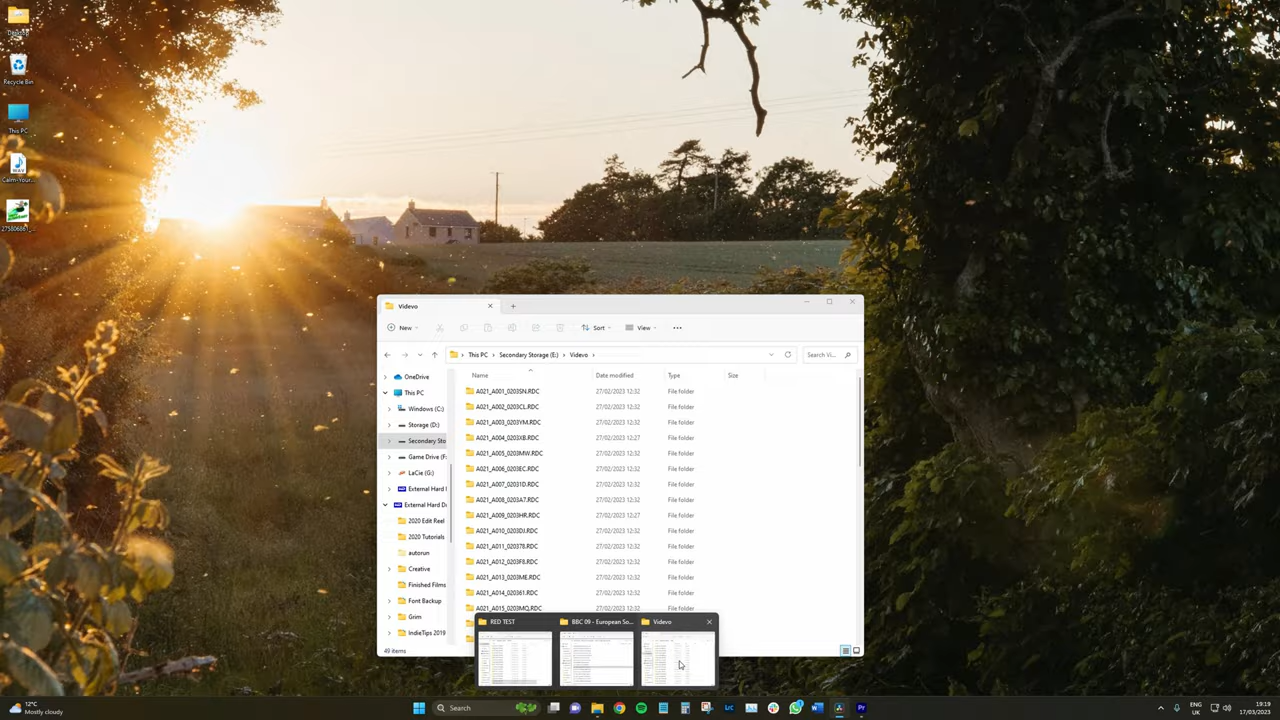 Desktop
Recycle Bin
This PC
Calm-Your...
Videvo
New
Sort
View
This PC
Secondary Storage (E:)
Videvo
Search Vi...
Name
Date modified
Type
Size
OneDrive
This PC
Windows (C:)
Storage (D:)
Secondary Sto
Game Drive (F:
LaCie (G:)
External Hard
External Hard Dr
2020 Edit Reel
2020 Tutorials
autorun
Creative
Finished Films
Font Backup
Grim
IndieTips 2019
A021_A001_0203SN.RDC 27/02/2023 12:32 File folder
A021_A002_0203CL.RDC 27/02/2023 12:32 File folder
A021_A003_0203YM.RDC 27/02/2023 12:32 File folder
A021_A004_0203XB.RDC 27/02/2023 12:27 File folder
A021_A005_0203MW.RDC 27/02/2023 12:32 File folder
A021_A006_0203EC.RDC 27/02/2023 12:32 File folder
A021_A007_02031D.RDC 27/02/2023 12:32 File folder
A021_A008_0203A7.RDC 27/02/2023 12:32 File folder
A021_A009_0203HR.RDC 27/02/2023 12:27 File folder
A021_A010_0203DJ.RDC 27/02/2023 12:32 File folder
A021_A011_020378.RDC 27/02/2023 12:32 File folder
A021_A012_0203F8.RDC 27/02/2023 12:32 File folder
A021_A013_0203ME.RDC 27/02/2023 12:32 File folder
A021_A014_020361.RDC 27/02/2023 12:32 File folder
A021_A015_0203MQ.RDC 27/02/2023 12:32 File folder
RED TEST
BBC 09 - European So...
Videvo
49 items
12°C
Mostly cloudy
Search
ENG
UK
19:19
17/03/2023